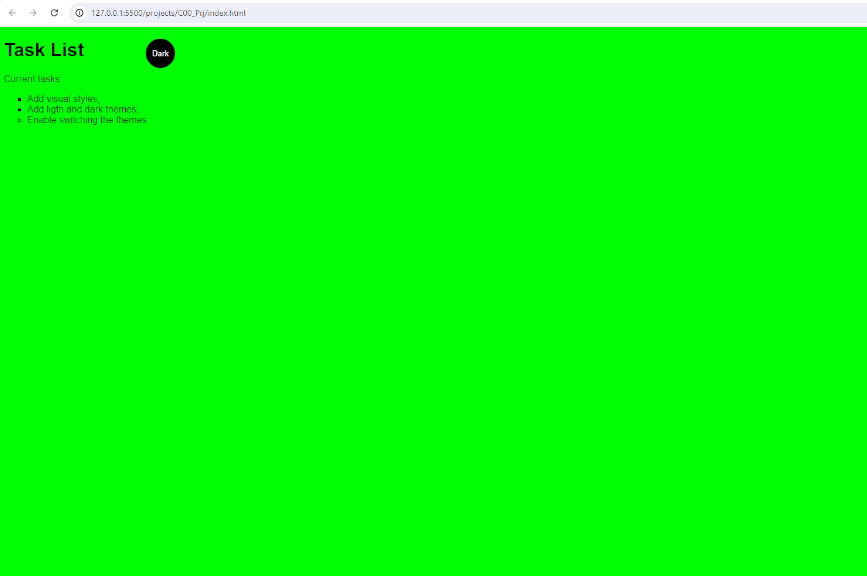 127.0.0.1:5500/projects/C00_Prj/index.html
Task List
Dark
Current tasks:
Add visual styles;
Add ligth and dark themes;
Enable switching the themes.